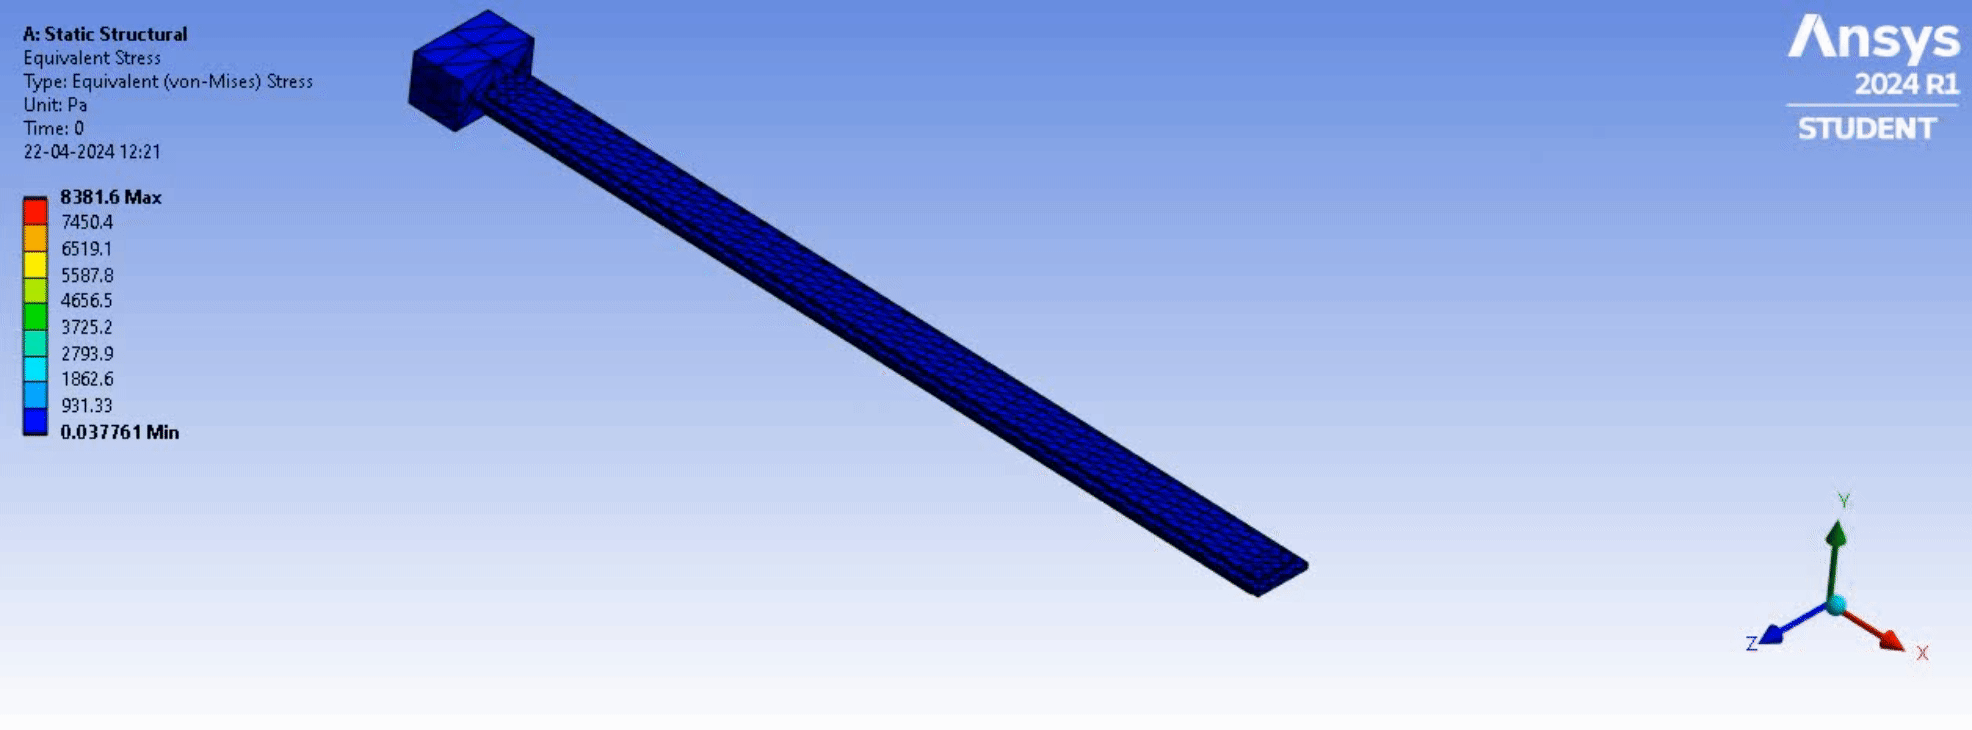 A: Static Structural
Equivalent Stress
Type: Equivalent (von-Mises) Stress
Unit: Pa
Time: 0
22-04-2024 12:21
8381.6 Max
7450.4
6519.1
5587.8
4656.5
3725.2
2793.9
1862.6
931.33
0.037761 Min
Ansys
2024 R1
STUDENT
Y
Z
X